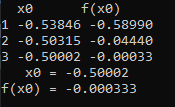 x0 f(x0)
1 -0.53846 -0.58990
2 -0.50315 -0.04440
3 -0.50002 -0.00033
x0 = -0.50002
f(x0) = -0.000333